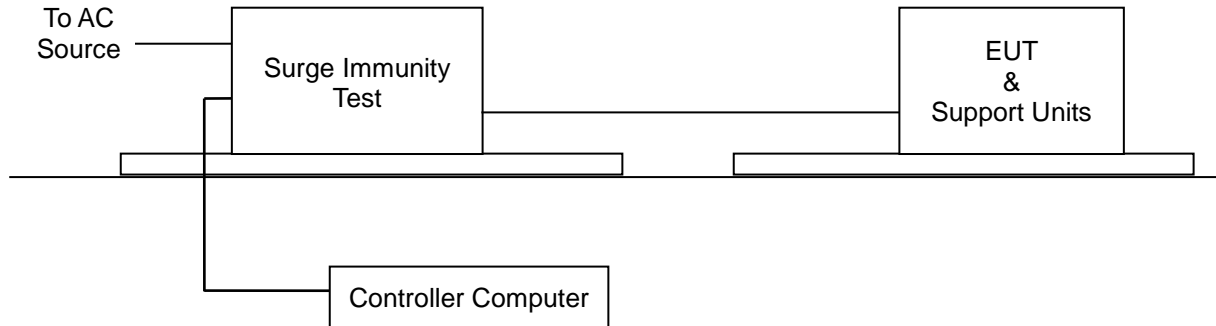 To AC
Source
Surge Immunity
Test
EUT
&
Support Units
Controller Computer